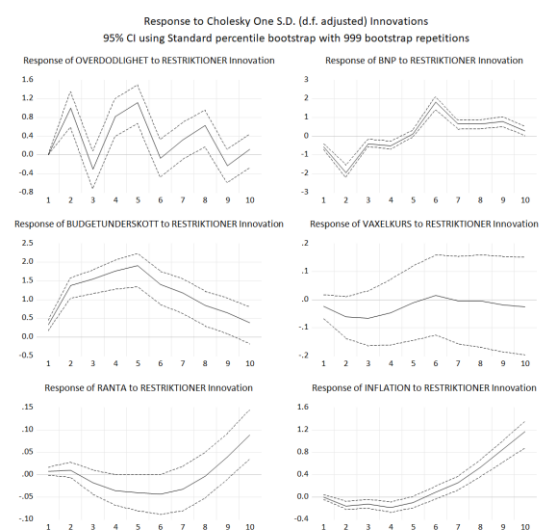 Response to Cholesky One S.D. (d.f. adjusted) Innovations
95% CI using Standard percentile bootstrap with 999 bootstrap repetitions
Response of OVERDODLIGHET to RESTRIKTIONER Innovation
1.6
1.2
0.8
0.4
0.0
-0.4
-0.8
1 2 3 4 5 6 7 8 9 10
Response of BNP to RESTRIKTIONER Innovation
3
2
1
0
-1
-2
-3
1 2 3 4 5 6 7 8 9 10
Response of BUDGETUNDERSKOTT to RESTRIKTIONER Innovation
2.5
2.0
1.5
1.0
0.5
0.0
-0.5
1 2 3 4 5 6 7 8 9 10
Response of VAXELKURS to RESTRIKTIONER Innovation
.2
.1
.0
-.1
-.2
1 2 3 4 5 6 7 8 9 10
Response of RANTA to RESTRIKTIONER Innovation
.15
.10
.05
.00
-.05
-.10
1 2 3 4 5 6 7 8 9 10
Response of INFLATION to RESTRIKTIONER Innovation
1.6
1.2
0.8
0.4
0.0
-0.4
1 2 3 4 5 6 7 8 9 10